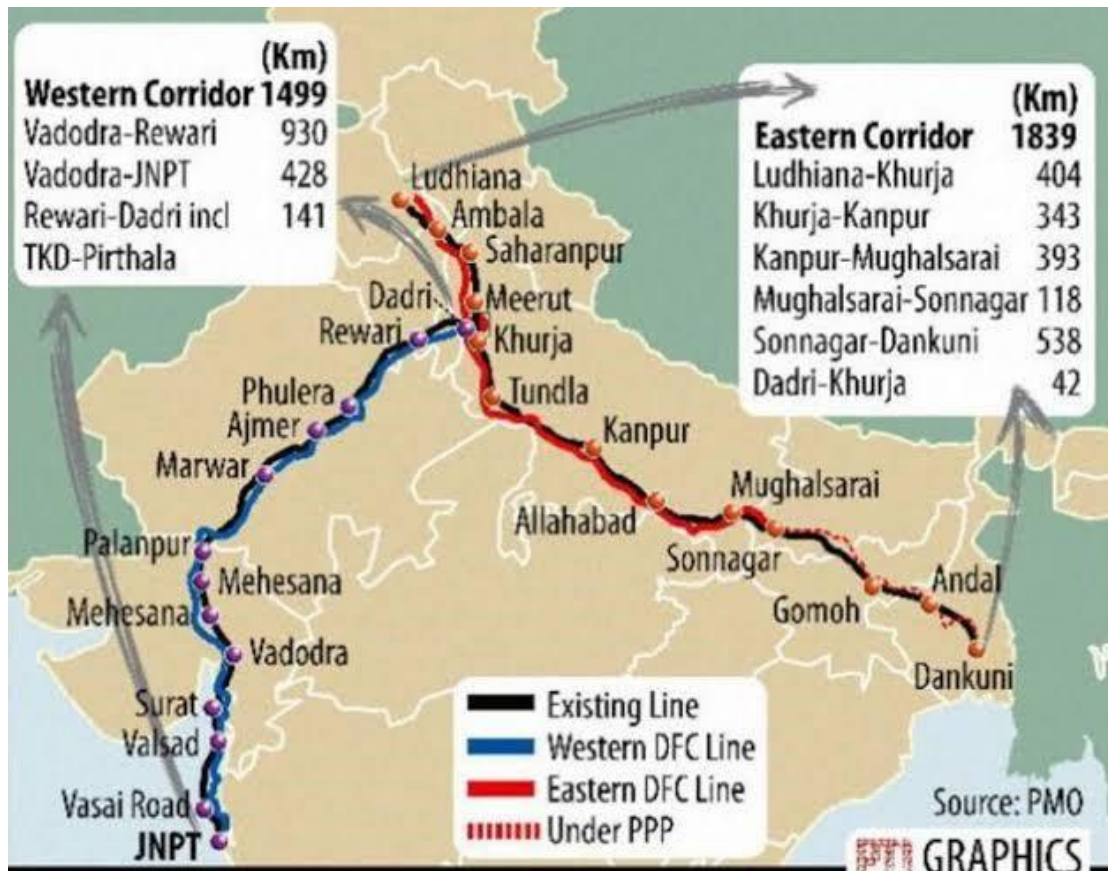 (Km)
Western Corridor 1499
Vadodra-Rewari 930
Vadodra-JNPT 428
Rewari-Dadri incl 141
TKD-Pirthala
(Km)
Eastern Corridor 1839
Ludhiana-Khurja 404
Khurja-Kanpur 343
Kanpur-Mughalsarai 393
Mughalsarai-Sonnagar 118
Sonnagar-Dankuni 538
Dadri-Khurja 42
Ludhiana
Ambala
Saharanpur
Dadri
Meerut
Rewari
Khurja
Phulera
Tundla
Ajmer
Kanpur
Marwar
Mughalsarai
Allahabad
Palanpur
Sonnagar
Mehesana
Andal
Mehesana
Gomoh
Vadodra
Dankuni
Surat
Valsad
Vasai Road
JNPT
Existing Line
Western DFC Line
Eastern DFC Line
Under PPP
Source: PMO
PTI GRAPHICS